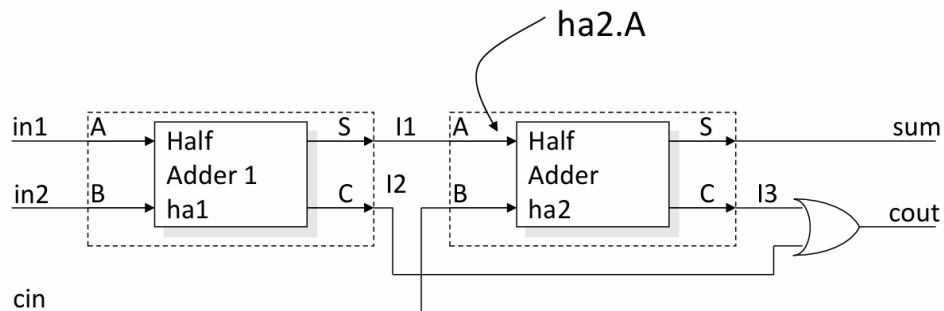 ha2.A
in1 A Half S I1 A Half S sum
Adder 1 Adder
in2 B ha1 C I2 B ha2 C I3 cout
cin